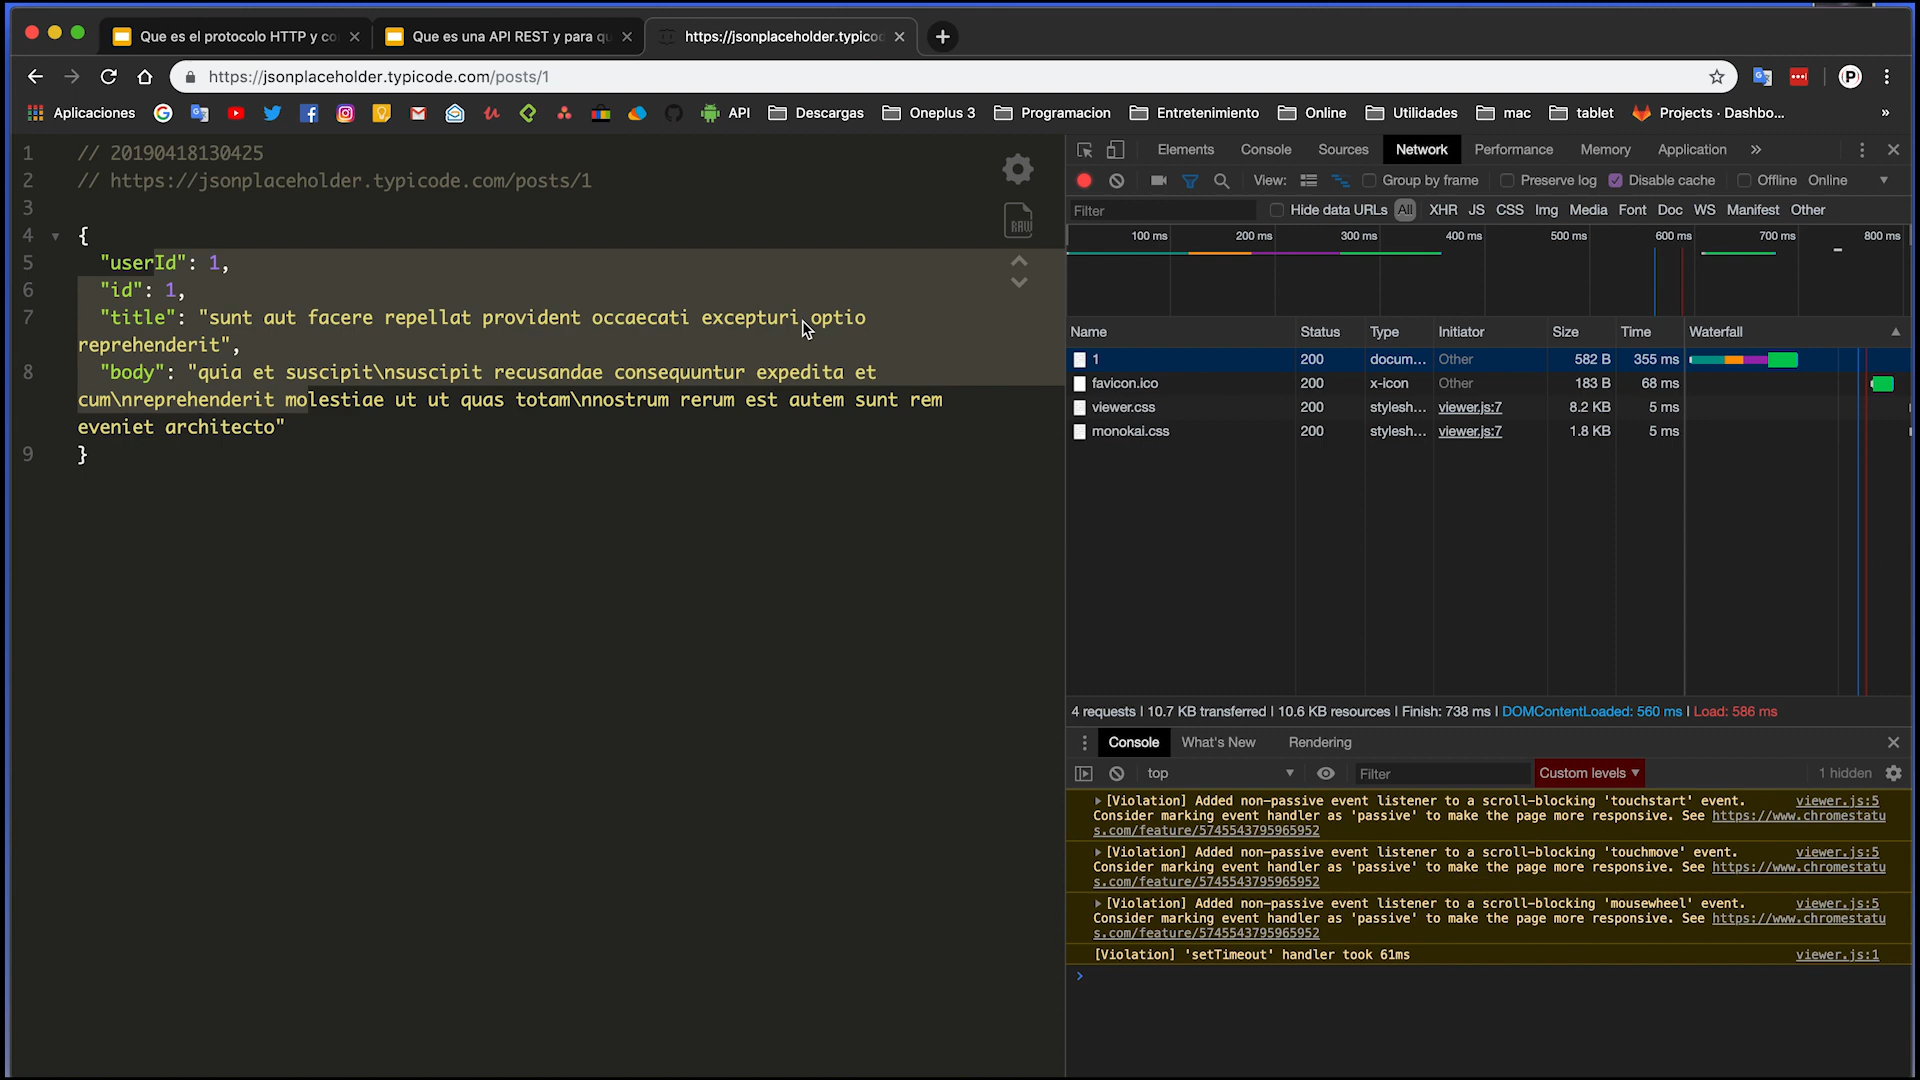 Que es el protocolo HTTP y co
Que es una API REST y para qu
https://jsonplaceholder.typico
https://jsonplaceholder.typicode.com/posts/1
Aplicaciones
API
Descargas
Oneplus 3
Programacion
Entretenimiento
Online
Utilidades
mac
tablet
Projects · Dashbo...
»
1 // 20190418130425
2 // https://jsonplaceholder.typicode.com/posts/1
3
4 {
5 "userId": 1,
6 "id": 1,
7 "title": "sunt aut facere repellat provident occaecati excepturi optio
reprehenderit",
8 "body": "quia et suscipit\nsuscipit recusandae consequuntur expedita et
cum\nreprehenderit molestiae ut ut quas totam\nnostrum rerum est autem sunt rem
eveniet architecto"
9 }
RAW
Elements Console Sources Network Performance Memory Application »
View: Group by frame Preserve log Disable cache Offline Online
Filter Hide data URLs All XHR JS CSS Img Media Font Doc WS Manifest Other
100 ms 200 ms 300 ms 400 ms 500 ms 600 ms 700 ms 800 ms
Name Status Type Initiator Size Time Waterfall
1 200 docum... Other 582 B 355 ms
favicon.ico 200 x-icon Other 183 B 68 ms
viewer.css 200 stylesh... viewer.js:7 8.2 KB 5 ms
monokai.css 200 stylesh... viewer.js:7 1.8 KB 5 ms
4 requests | 10.7 KB transferred | 10.6 KB resources | Finish: 738 ms | DOMContentLoaded: 560 ms | Load: 586 ms
Console What's New Rendering
top Filter Custom levels 1 hidden
[Violation] Added non-passive event listener to a scroll-blocking 'touchstart' event. viewer.js:5
Consider marking event handler as 'passive' to make the page more responsive. See https://www.chromestatu
s.com/feature/5745543795965952
[Violation] Added non-passive event listener to a scroll-blocking 'touchmove' event. viewer.js:5
Consider marking event handler as 'passive' to make the page more responsive. See https://www.chromestatu
s.com/feature/5745543795965952
[Violation] Added non-passive event listener to a scroll-blocking 'mousewheel' event. viewer.js:5
Consider marking event handler as 'passive' to make the page more responsive. See https://www.chromestatu
s.com/feature/5745543795965952
[Violation] 'setTimeout' handler took 61ms viewer.js:1